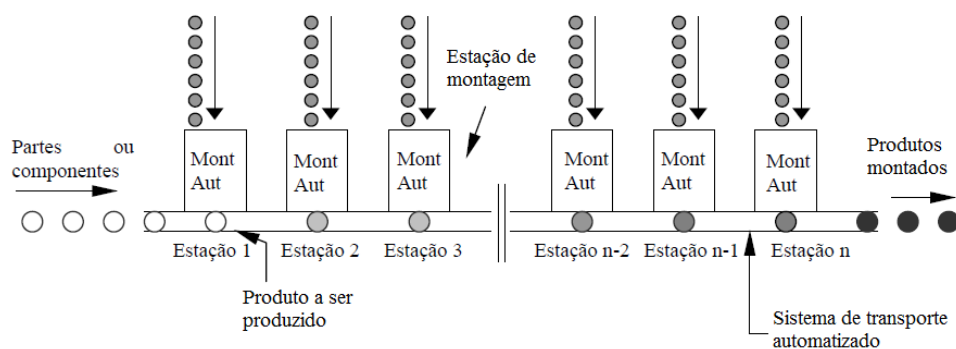 Estação de
montagem
Partes ou
componentes
Mont
Aut
Mont
Aut
Mont
Aut
Mont
Aut
Mont
Aut
Mont
Aut
Produtos
montados
Estação 1
Estação 2
Estação 3
Estação n-2
Estação n-1
Estação n
Produto a ser
produzido
Sistema de transporte
automatizado